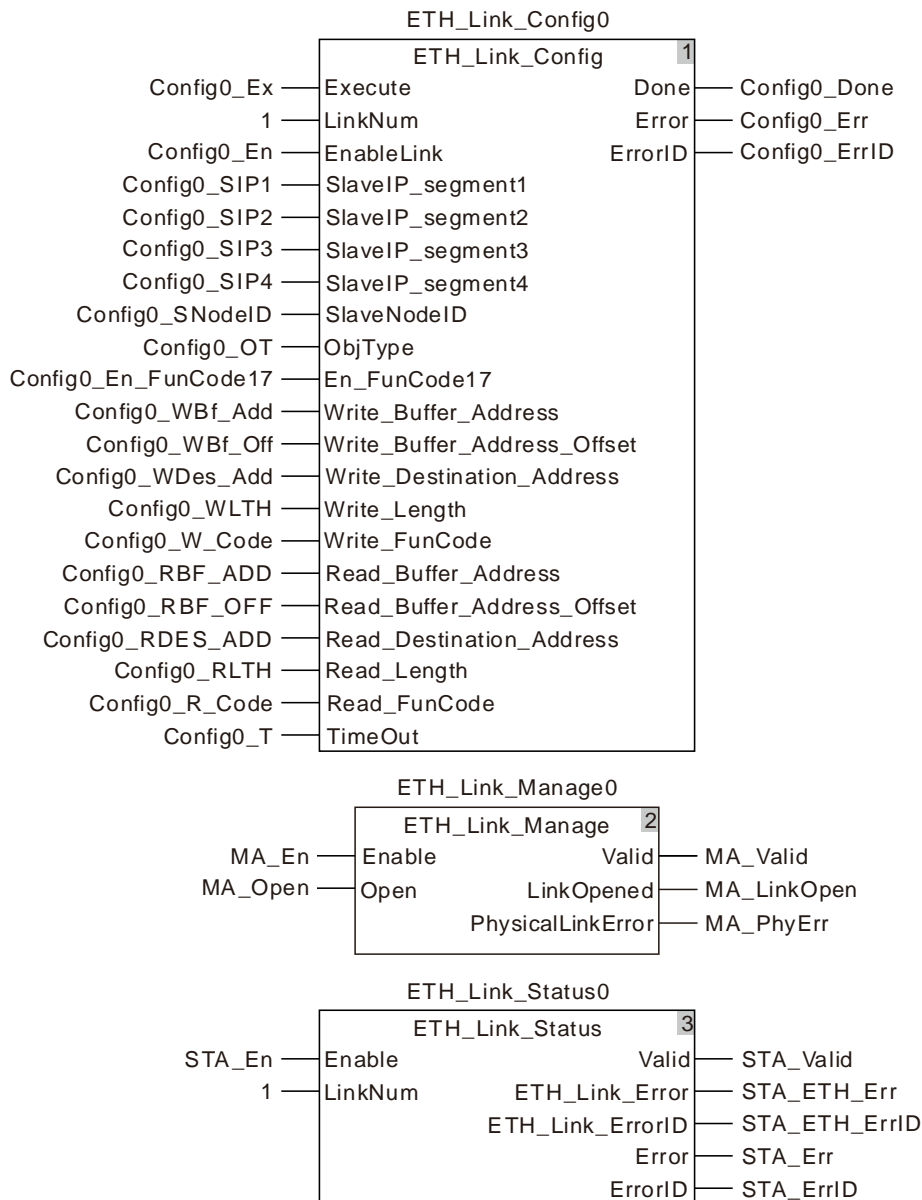 ETH_Link_Config0
ETH_Link_Config 1
Config0_Ex Execute Done Config0_Done
1 LinkNum Error Config0_Err
Config0_En EnableLink ErrorID Config0_ErrID
Config0_SIP1 SlaveIP_segment1
Config0_SIP2 SlaveIP_segment2
Config0_SIP3 SlaveIP_segment3
Config0_SIP4 SlaveIP_segment4
Config0_SNodeID SlaveNodeID
Config0_OT ObjType
Config0_En_FunCode17 En_FunCode17
Config0_WBf_Add Write_Buffer_Address
Config0_WBf_Off Write_Buffer_Address_Offset
Config0_WDes_Add Write_Destination_Address
Config0_WLTH Write_Length
Config0_W_Code Write_FunCode
Config0_RBF_ADD Read_Buffer_Address
Config0_RBF_OFF Read_Buffer_Address_Offset
Config0_RDES_ADD Read_Destination_Address
Config0_RLTH Read_Length
Config0_R_Code Read_FunCode
Config0_T TimeOut
ETH_Link_Manage0
ETH_Link_Manage 2
MA_En Enable Valid MA_Valid
MA_Open Open LinkOpened MA_LinkOpen
PhysicalLinkError MA_PhyErr
ETH_Link_Status0
ETH_Link_Status 3
STA_En Enable Valid STA_Valid
1 LinkNum ETH_Link_Error STA_ETH_Err
ETH_Link_ErrorID STA_ETH_ErrID
Error STA_Err
ErrorID STA_ErrID